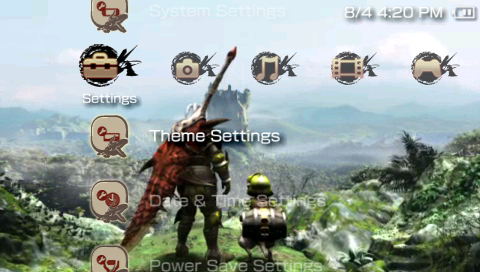 System Settings
8/4 4:20 PM
Settings
Theme Settings
Date & Time Settings
Power Save Settings